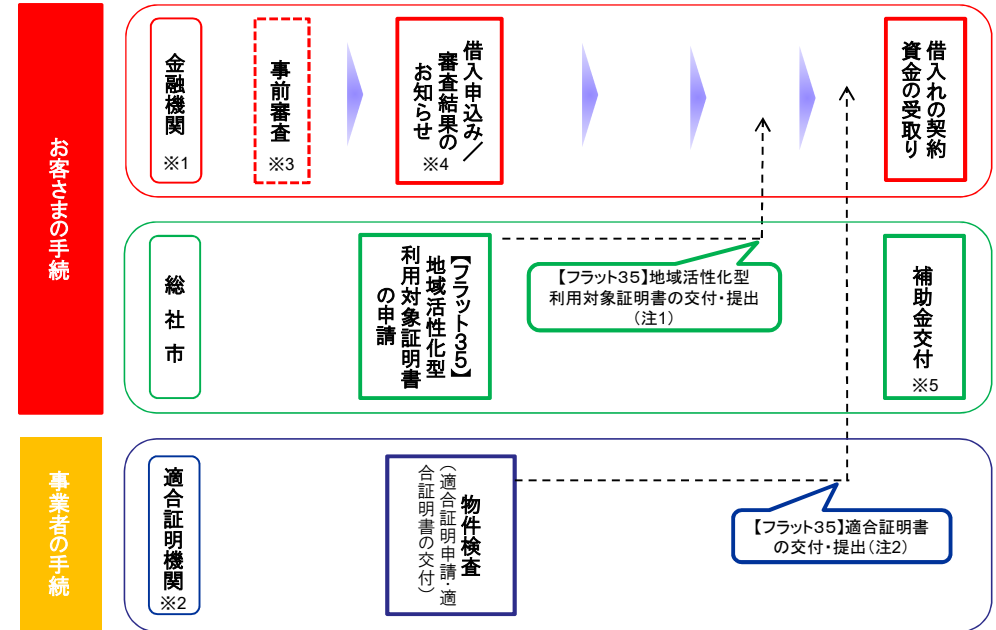 お客さまの手続
金融機関
※1
事前審査
※3
借入申込み／
審査結果の
お知らせ
※4
借入れの契約
資金の受取り
総社市
【フラット35】
地域活性化型
利用対象証明書
の申請
【フラット35】地域活性化型
利用対象証明書の交付・提出
（注1）
補助金交付
※5
事業者の手続
適合証明機関
※2
物件検査
（適合証明申請・適
合証明書の交付）
【フラット35】適合証明書
の交付・提出（注2）